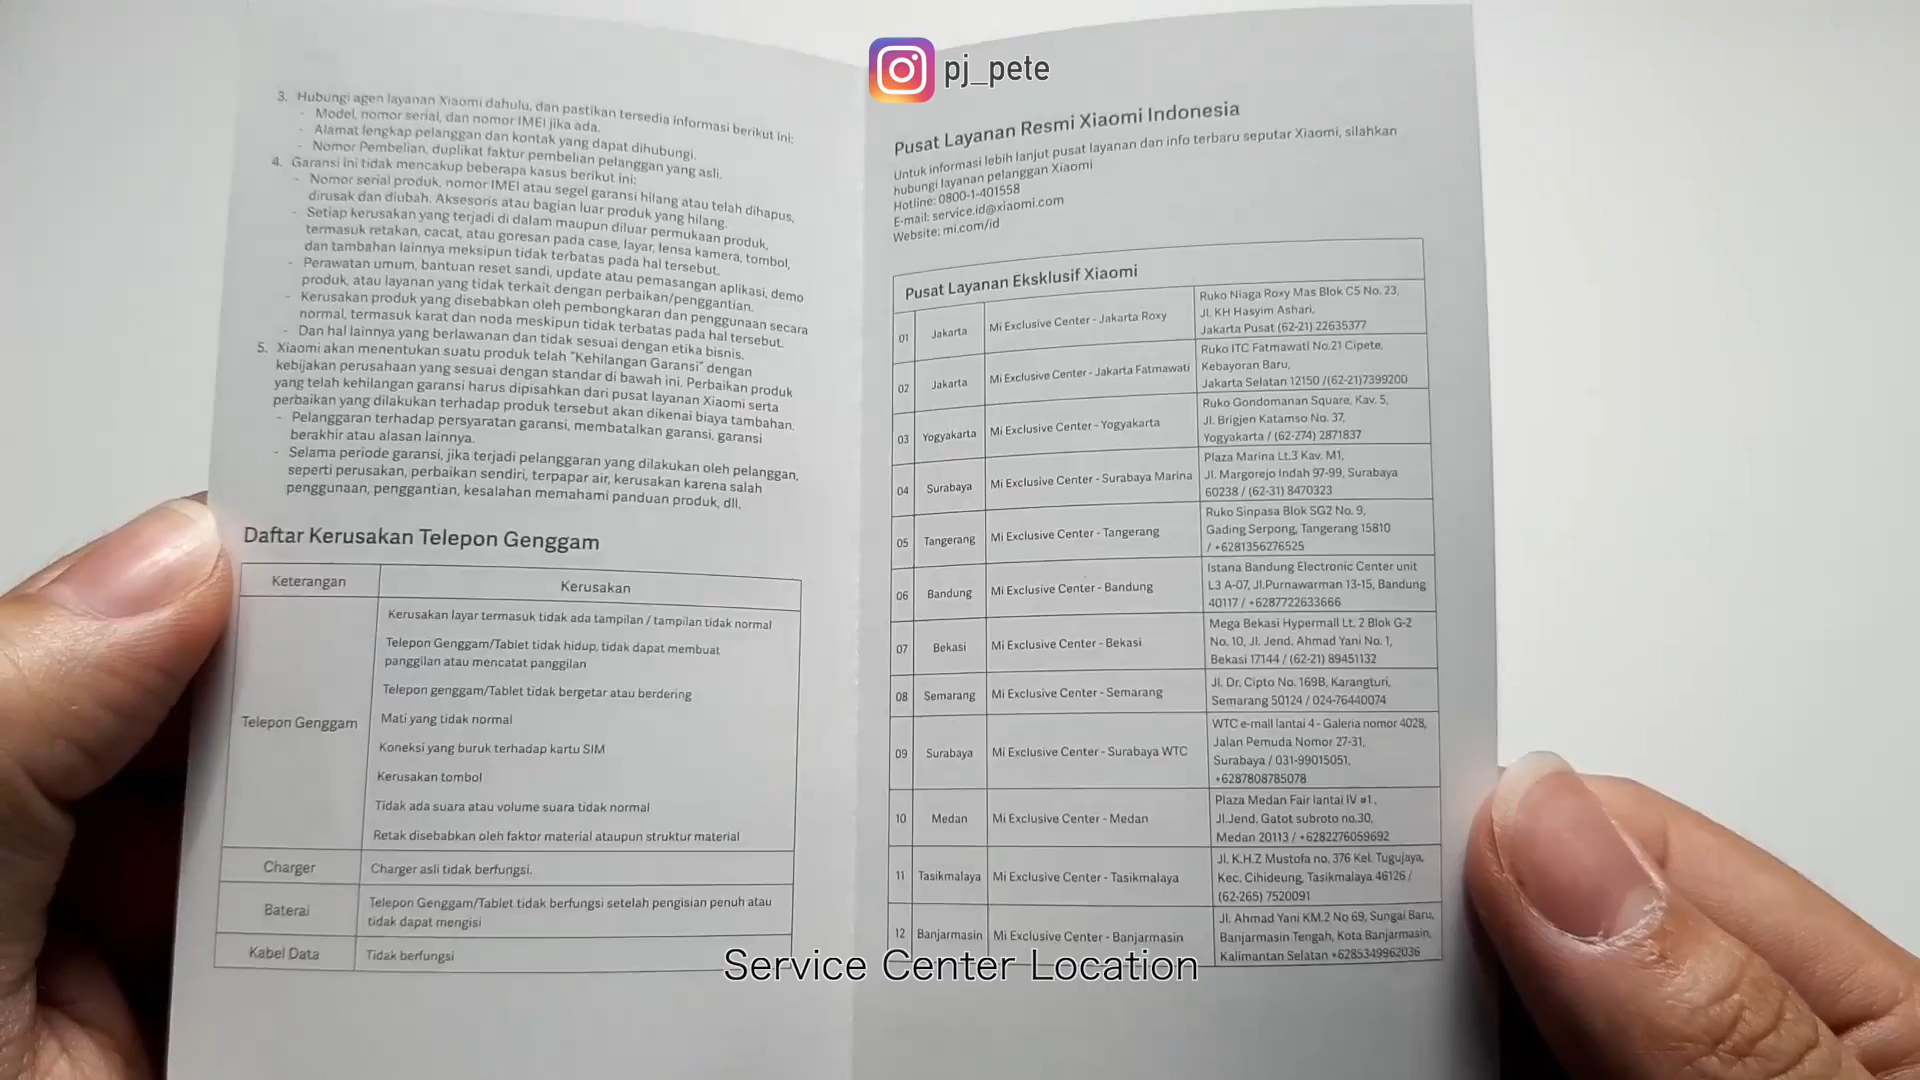 pj_pete
3. Hubungi agen layanan Xiaomi dahulu, dan pastikan tersedia informasi berikut ini:
- Model, nomor serial, dan nomor IMEI jika ada.
- Alamat lengkap pelanggan dan kontak yang dapat dihubungi.
- Nomor Pembelian, duplikat faktur pembelian pelanggan yang asli.
4. Garansi ini tidak mencakup beberapa kasus berikut ini:
- Nomor serial produk, nomor IMEI atau segel garansi hilang atau telah dihapus,
dirusak dan diubah. Aksesoris atau bagian luar produk yang hilang.
- Setiap kerusakan yang terjadi di dalam maupun diluar permukaan produk,
termasuk retakan, cacat, atau goresan pada case, layar, lensa kamera, tombol,
dan tambahan lainnya meksipun tidak terbatas pada hal tersebut.
- Perawatan umum, bantuan reset sandi, update atau pemasangan aplikasi, demo
produk, atau layanan yang tidak terkait dengan perbaikan/penggantian.
- Kerusakan produk yang disebabkan oleh pembongkaran dan penggunaan secara
normal, termasuk karat dan noda meskipun tidak terbatas pada hal tersebut.
- Dan hal lainnya yang berlawanan dan tidak sesuai dengan etika bisnis.
5. Xiaomi akan menentukan suatu produk telah "Kehilangan Garansi" dengan
kebijakan perusahaan yang sesuai dengan standar di bawah ini. Perbaikan produk
yang telah kehilangan garansi harus dipisahkan dari pusat layanan Xiaomi serta
perbaikan yang dilakukan terhadap produk tersebut akan dikenai biaya tambahan.
- Pelanggaran terhadap persyaratan garansi, membatalkan garansi, garansi
berakhir atau alasan lainnya.
- Selama periode garansi, jika terjadi pelanggaran yang dilakukan oleh pelanggan,
seperti perusakan, perbaikan sendiri, terpapar air, kerusakan karena salah
penggunaan, penggantian, kesalahan memahami panduan produk, dll,
Daftar Kerusakan Telepon Genggam
Keterangan Kerusakan
Telepon Genggam
Kerusakan layar termasuk tidak ada tampilan / tampilan tidak normal
Telepon Genggam/Tablet tidak hidup, tidak dapat membuat
panggilan atau mencatat panggilan
Telepon genggam/Tablet tidak bergetar atau berdering
Mati yang tidak normal
Koneksi yang buruk terhadap kartu SIM
Kerusakan tombol
Tidak ada suara atau volume suara tidak normal
Retak disebabkan oleh faktor material ataupun struktur material
Charger Charger asli tidak berfungsi.
Baterai Telepon Genggam/Tablet tidak berfungsi setelah pengisian penuh atau
tidak dapat mengisi
Kabel Data Tidak berfungsi
Pusat Layanan Resmi Xiaomi Indonesia
Untuk informasi lebih lanjut pusat layanan dan info terbaru seputar Xiaomi, silahkan
hubungi layanan pelanggan Xiaomi
Hotline: 0800-1-401558
E-mail: service.id@xiaomi.com
Website: mi.com/id
Pusat Layanan Eksklusif Xiaomi
01 Jakarta Mi Exclusive Center - Jakarta Roxy Ruko Niaga Roxy Mas Blok C5 No. 23,
Jl. KH Hasyim Ashari,
Jakarta Pusat (62-21) 22635377
02 Jakarta Mi Exclusive Center - Jakarta Fatmawati Ruko ITC Fatmawati No.21 Cipete,
Kebayoran Baru,
Jakarta Selatan 12150 /(62-21)7399200
03 Yogyakarta Mi Exclusive Center - Yogyakarta Ruko Gondomanan Square, Kav. 5,
Jl. Brigjen Katamso No. 37,
Yogyakarta / (62-274) 2871837
04 Surabaya Mi Exclusive Center - Surabaya Marina Plaza Marina Lt.3 Kav. M1,
Jl. Margorejo Indah 97-99, Surabaya
60238 / (62-31) 8470323
05 Tangerang Mi Exclusive Center - Tangerang Ruko Sinpasa Blok SG2 No. 9,
Gading Serpong, Tangerang 15810
/ +6281356276525
06 Bandung Mi Exclusive Center - Bandung Istana Bandung Electronic Center unit
L3 A-07, Jl.Purnawarman 13-15, Bandung
40117 / +6287722633666
07 Bekasi Mi Exclusive Center - Bekasi Mega Bekasi Hypermall Lt. 2 Blok G-2
No. 10, Jl. Jend. Ahmad Yani No. 1,
Bekasi 17144 / (62-21) 89451132
08 Semarang Mi Exclusive Center - Semarang Jl. Dr. Cipto No. 169B, Karangturi,
Semarang 50124 / 024-76440074
09 Surabaya Mi Exclusive Center - Surabaya WTC WTC e-mall lantai 4 - Galeria nomor 4028,
Jalan Pemuda Nomor 27-31,
Surabaya / 031-99015051,
+6287808785078
10 Medan Mi Exclusive Center - Medan Plaza Medan Fair lantai IV #1 ,
Jl.Jend. Gatot subroto no.30,
Medan 20113 / +6282276059692
11 Tasikmalaya Mi Exclusive Center - Tasikmalaya Jl. K.H.Z Mustofa no. 376 Kel. Tugujaya,
Kec. Cihideung, Tasikmalaya 46126 /
(62-265) 7520091
12 Banjarmasin Mi Exclusive Center - Banjarmasin Jl. Ahmad Yani KM.2 No 69, Sungai Baru,
Banjarmasin Tengah, Kota Banjarmasin,
Kalimantan Selatan +6285349962036
Service Center Location